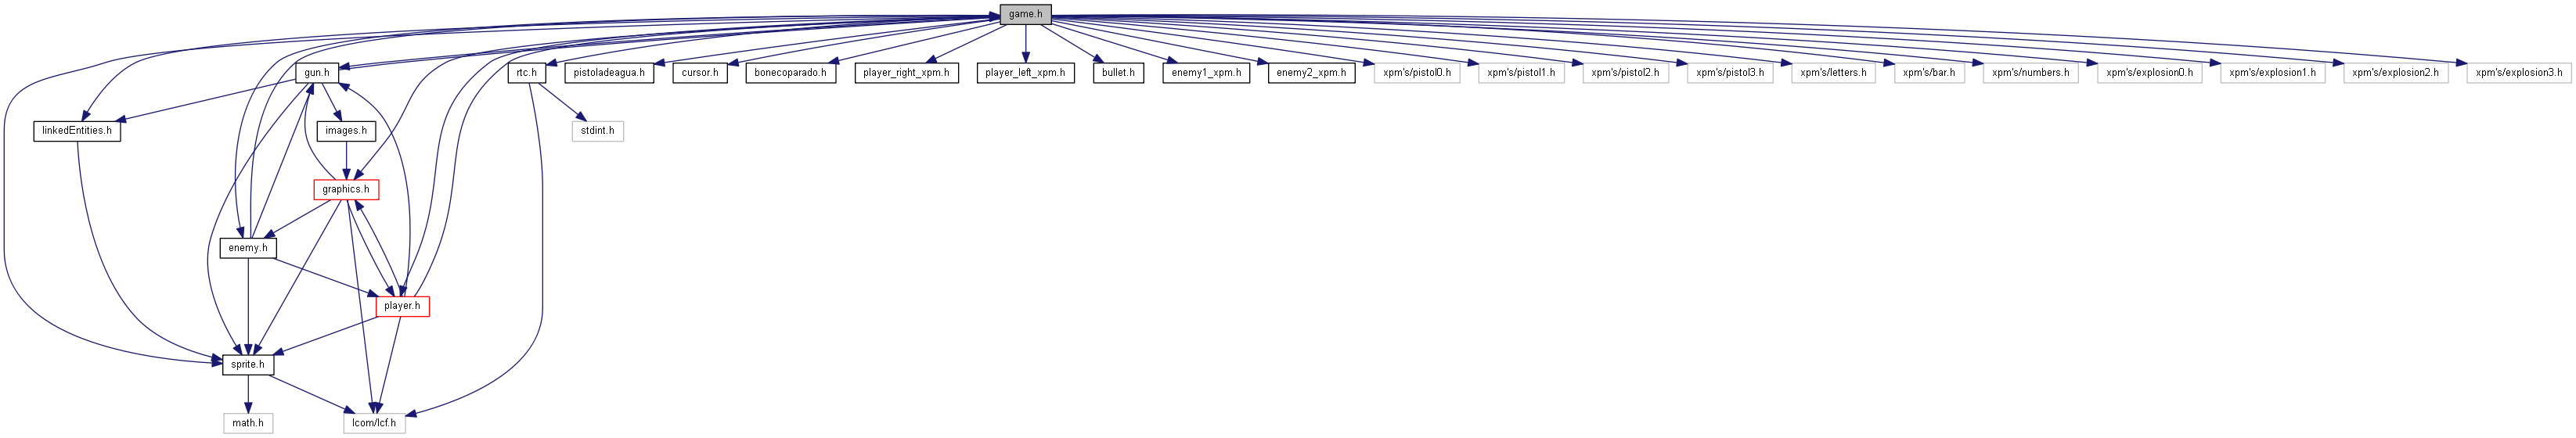 game.h
gun.h
rtc.h
pistoladeagua.h
cursor.h
bonecoparado.h
player_right_xpm.h
player_left_xpm.h
bullet.h
enemy1_xpm.h
enemy2_xpm.h
xpm's/pistol0.h
xpm's/pistol1.h
xpm's/pistol2.h
xpm's/pistol3.h
xpm's/letters.h
xpm's/bar.h
xpm's/numbers.h
xpm's/explosion0.h
xpm's/explosion1.h
xpm's/explosion2.h
xpm's/explosion3.h
linkedEntities.h
images.h
stdint.h
graphics.h
enemy.h
player.h
sprite.h
math.h
lcom/lcf.h